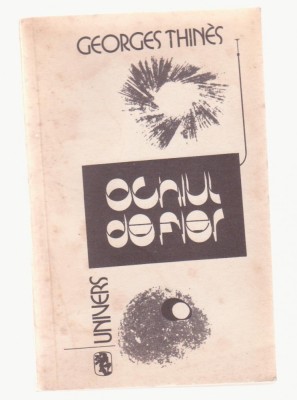 GEORGES THINÈS
ochiul
de fier
UNIVERS